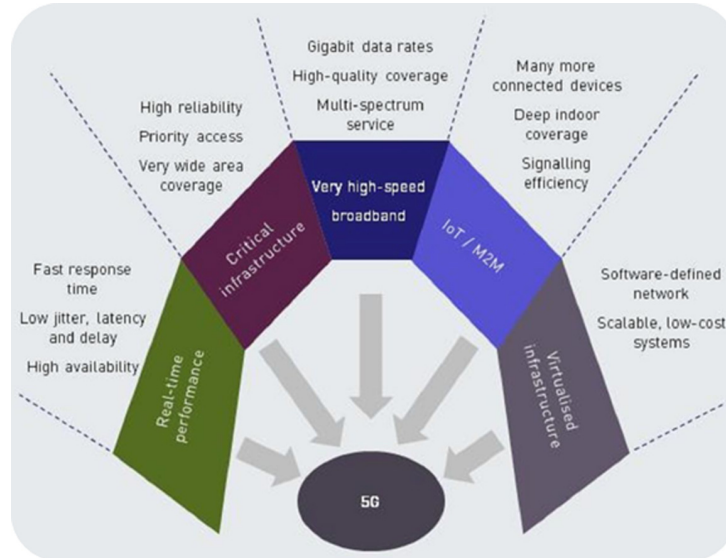 Gigabit data rates
High-quality coverage
Multi-spectrum
service
Many more
connected devices
Deep indoor
coverage
Signalling
efficiency
High reliability
Priority access
Very wide area
coverage
Very high-speed
broadband
Critical
infrastructure
IoT / M2M
Fast response
time
Low jitter, latency
and delay
High availability
Software-defined
network
Scalable, low-cost
systems
Real-time
performance
Virtualised
infrastructure
5G